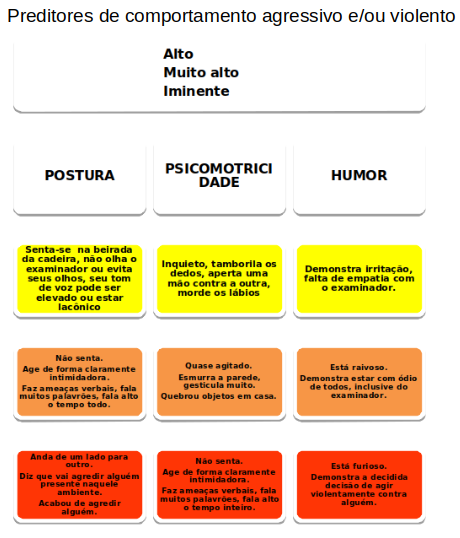 Preditores de comportamento agressivo e/ou violento
Alto
Muito alto
Iminente
POSTURA
PSICOMOTRICI
DADE
HUMOR
Senta-se na beirada
da cadeira, não olha o
examinador ou evita
seus olhos, seu tom
de voz pode ser
elevado ou estar
lacônico
Inquieto, tamborila os
dedos, aperta uma
mão contra a outra,
morde os lábios
Demonstra irritação,
falta de empatia com
o examinador.
Não senta.
Age de forma claramente
intimidadora.
Faz ameaças verbais, fala
muitos palavrões, fala alto
o tempo todo.
Quase agitado.
Esmurra a parede,
gesticula muito.
Quebrou objetos em casa.
Está raivoso.
Demonstra estar com ódio
de todos, inclusive do
examinador.
Anda de um lado para
outro.
Diz que vai agredir alguém
presente naquele
ambiente.
Acabou de agredir
alguém.
Não senta.
Age de forma claramente
intimidadora.
Faz ameaças verbais, fala
muitos palavrões, fala alto
o tempo inteiro.
Está furioso.
Demonstra a decidida
decisão de agir
violentamente contra
alguém.